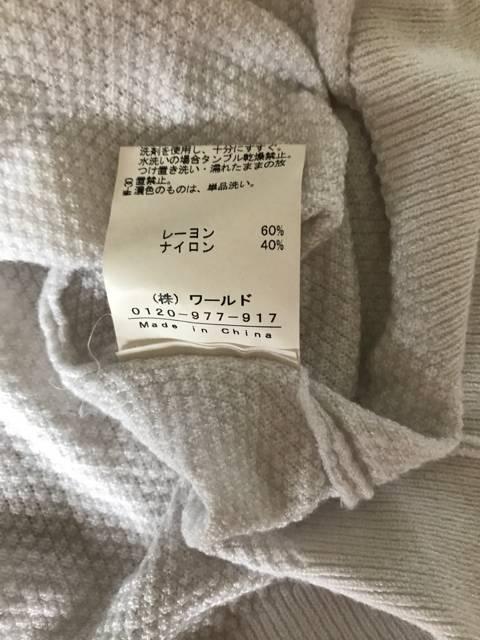 洗剤を使用し、十分にすすぐ。
水洗いの場合タンブル乾燥禁止。
つけ置き洗い・濡れたままの放
置禁止。
濃色のものは、単品洗い。
レーヨン 60%
ナイロン 40%
(株) ワールド
0120-977-917
Made in China